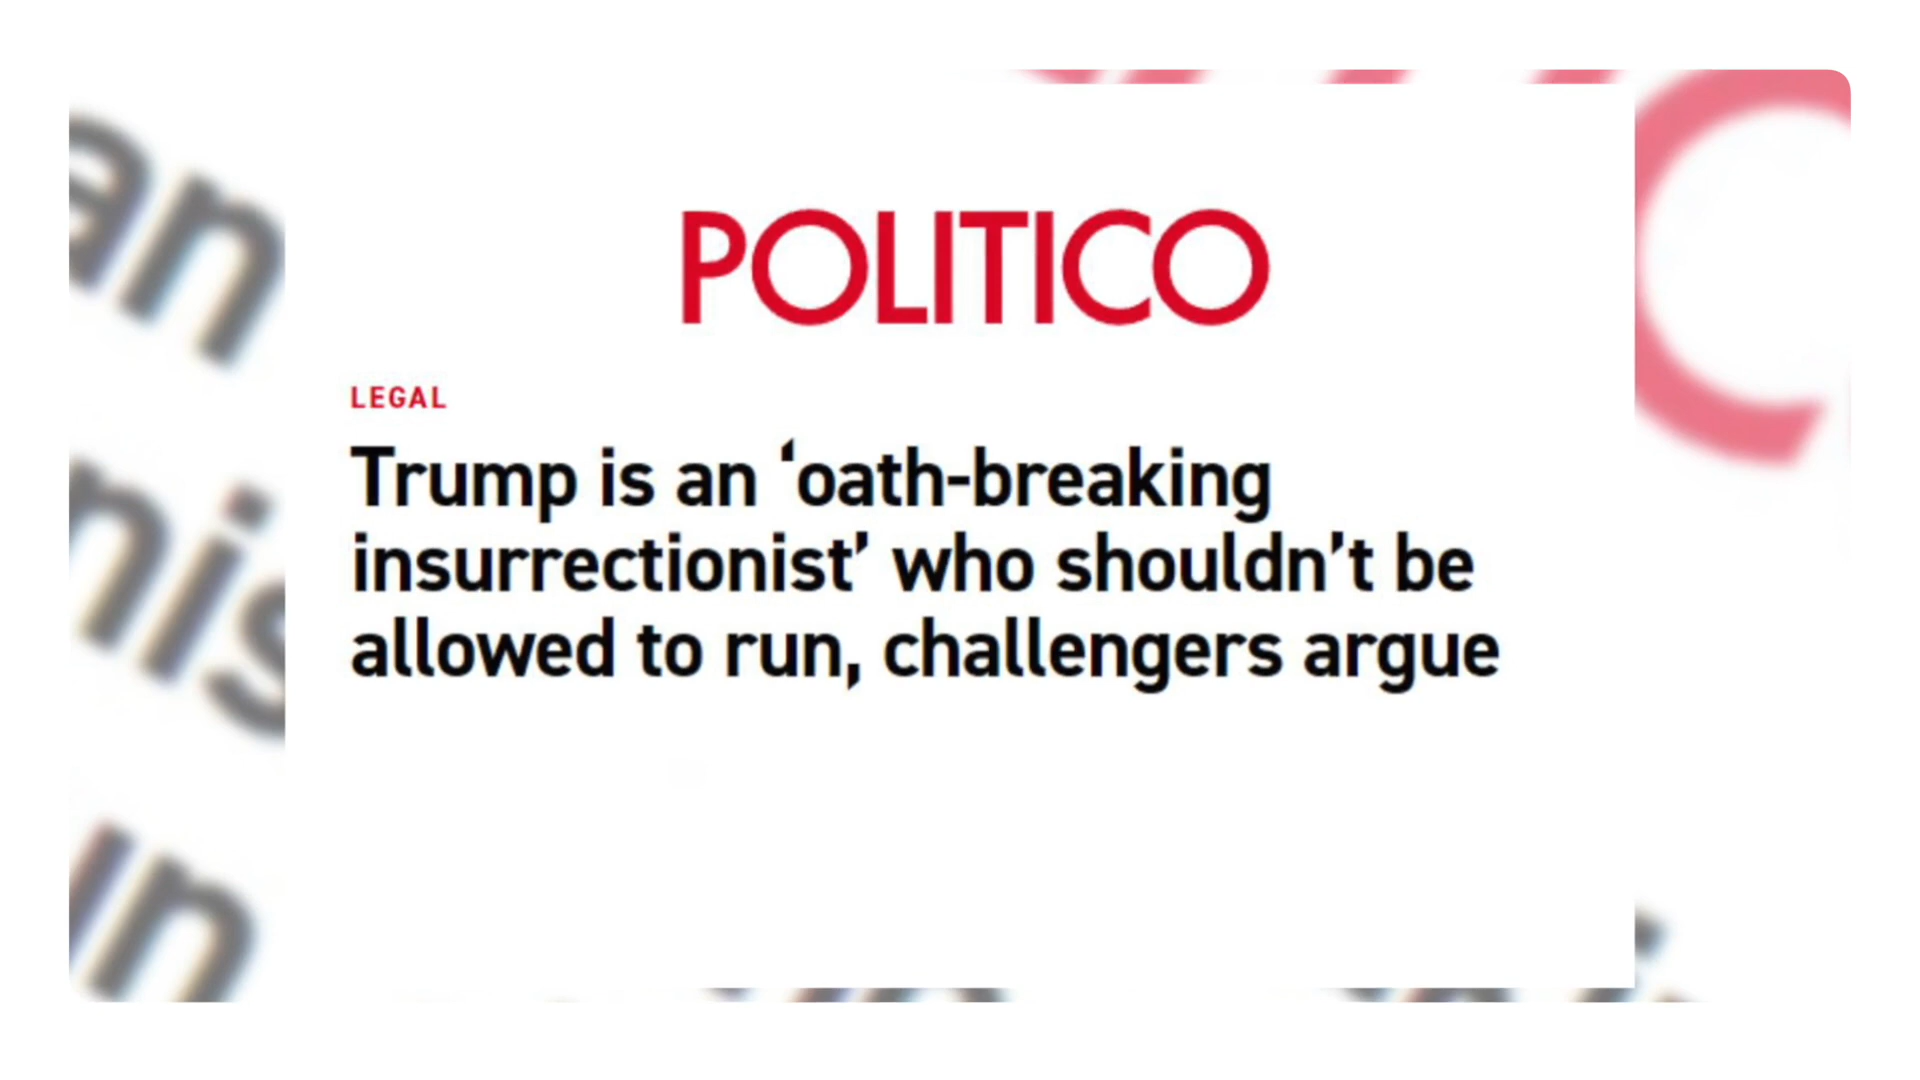 POLITICO
LEGAL
Trump is an ‘oath-breaking
insurrectionist’ who shouldn’t be
allowed to run, challengers argue